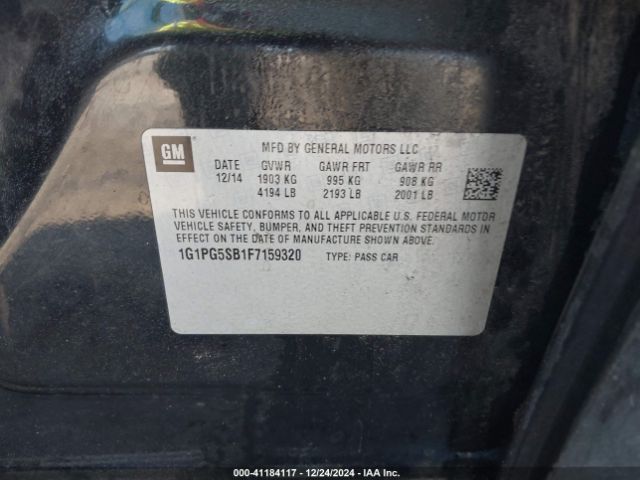 GM
MFD BY GENERAL MOTORS LLC
DATE GVWR GAWR FRT GAWR RR
12/14 1903 KG 995 KG 908 KG
4194 LB 2193 LB 2001 LB
THIS VEHICLE CONFORMS TO ALL APPLICABLE U.S. FEDERAL MOTOR
VEHICLE SAFETY, BUMPER, AND THEFT PREVENTION STANDARDS
IN EFFECT ON THE DATE OF MANUFACTURE SHOWN ABOVE.
1G1PG5SB1F7159320 TYPE: PASS CAR
000-41184117 - 12/24/2024 - IAA Inc.